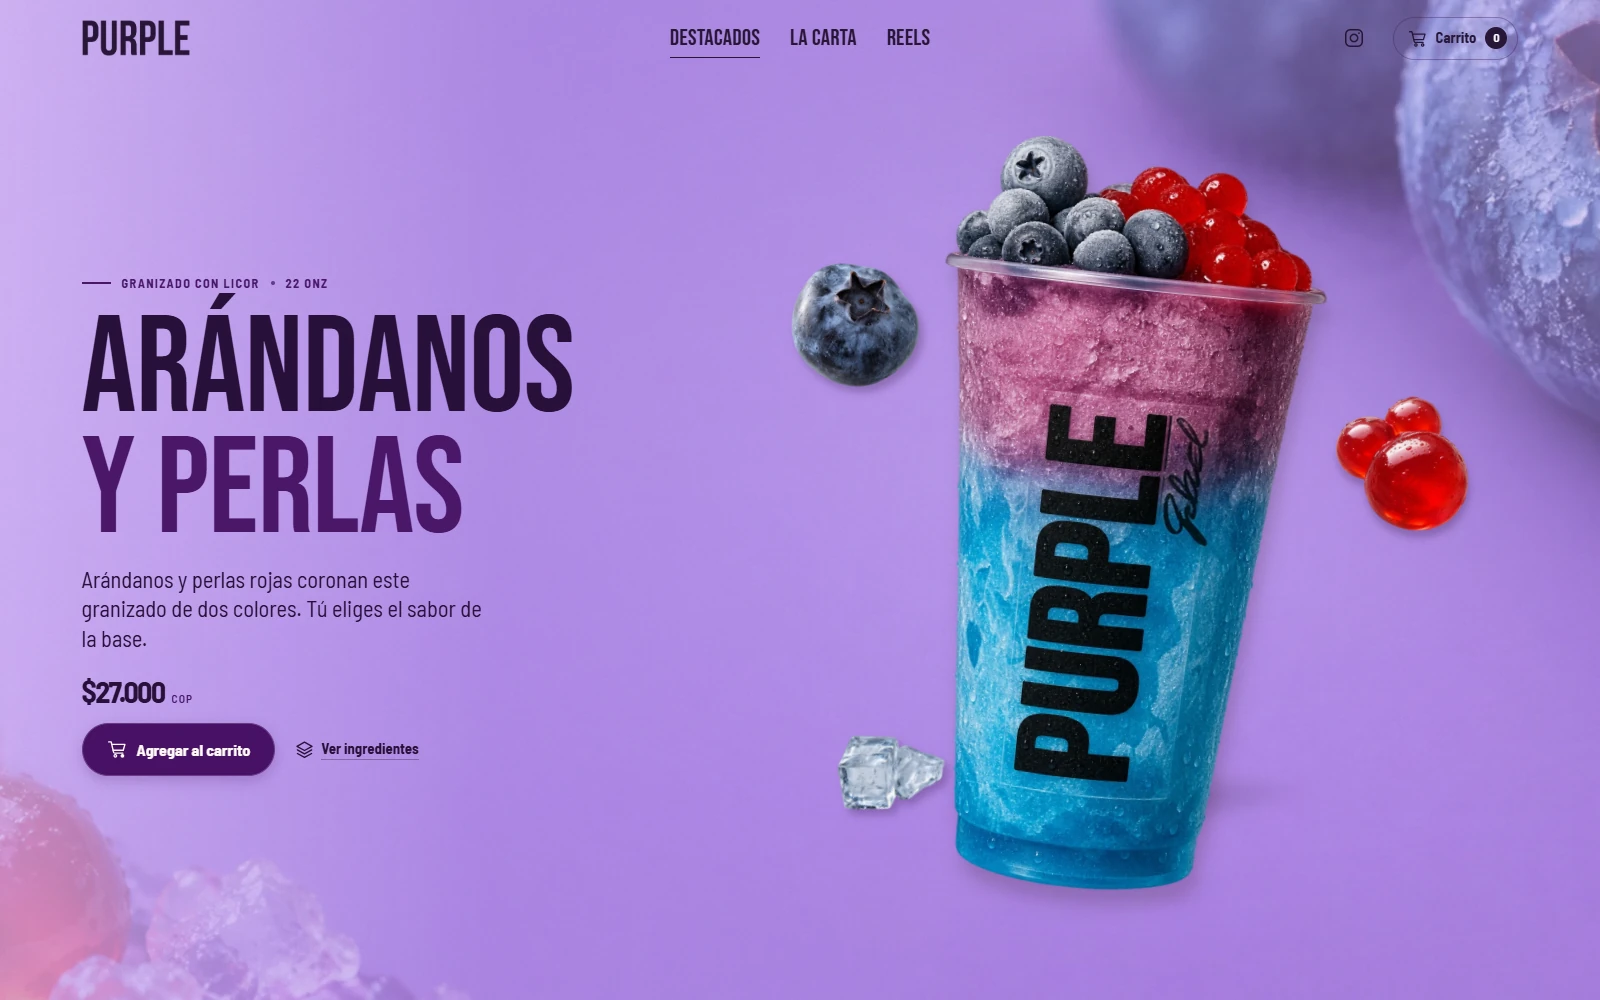 PURPLE
DESTACADOS
LA CARTA
REELS
Carrito
0
GRANIZADO CON LICOR • 22 ONZ
ARÁNDANOS
Y PERLAS
Arándanos y perlas rojas coronan este
granizado de dos colores. Tú eliges el sabor de
la base.
$27.000 COP
Agregar al carrito
Ver ingredientes
PURPLE